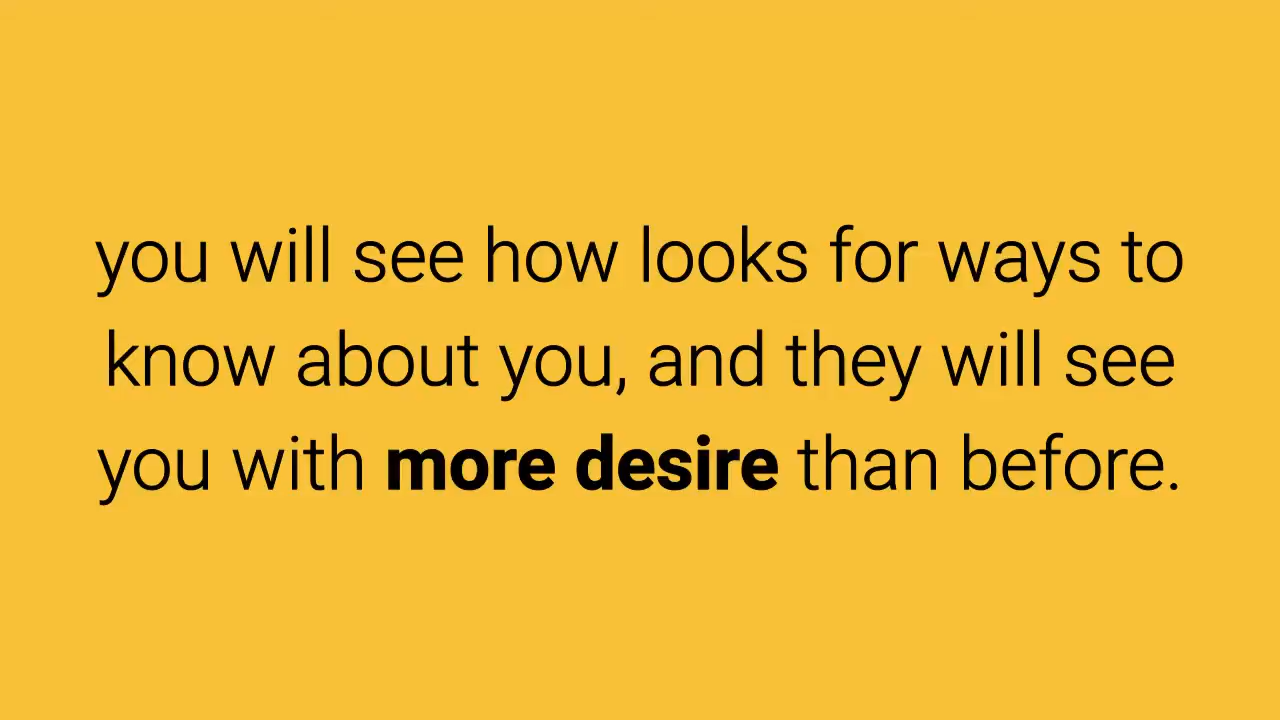 you will see how looks for ways to
know about you, and they will see
you with more desire than before.